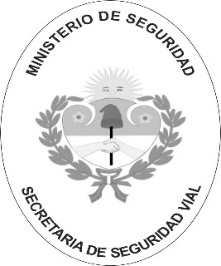 MINISTERIO DE SEGURIDAD
SECRETARIA DE SEGURIDAD VIAL